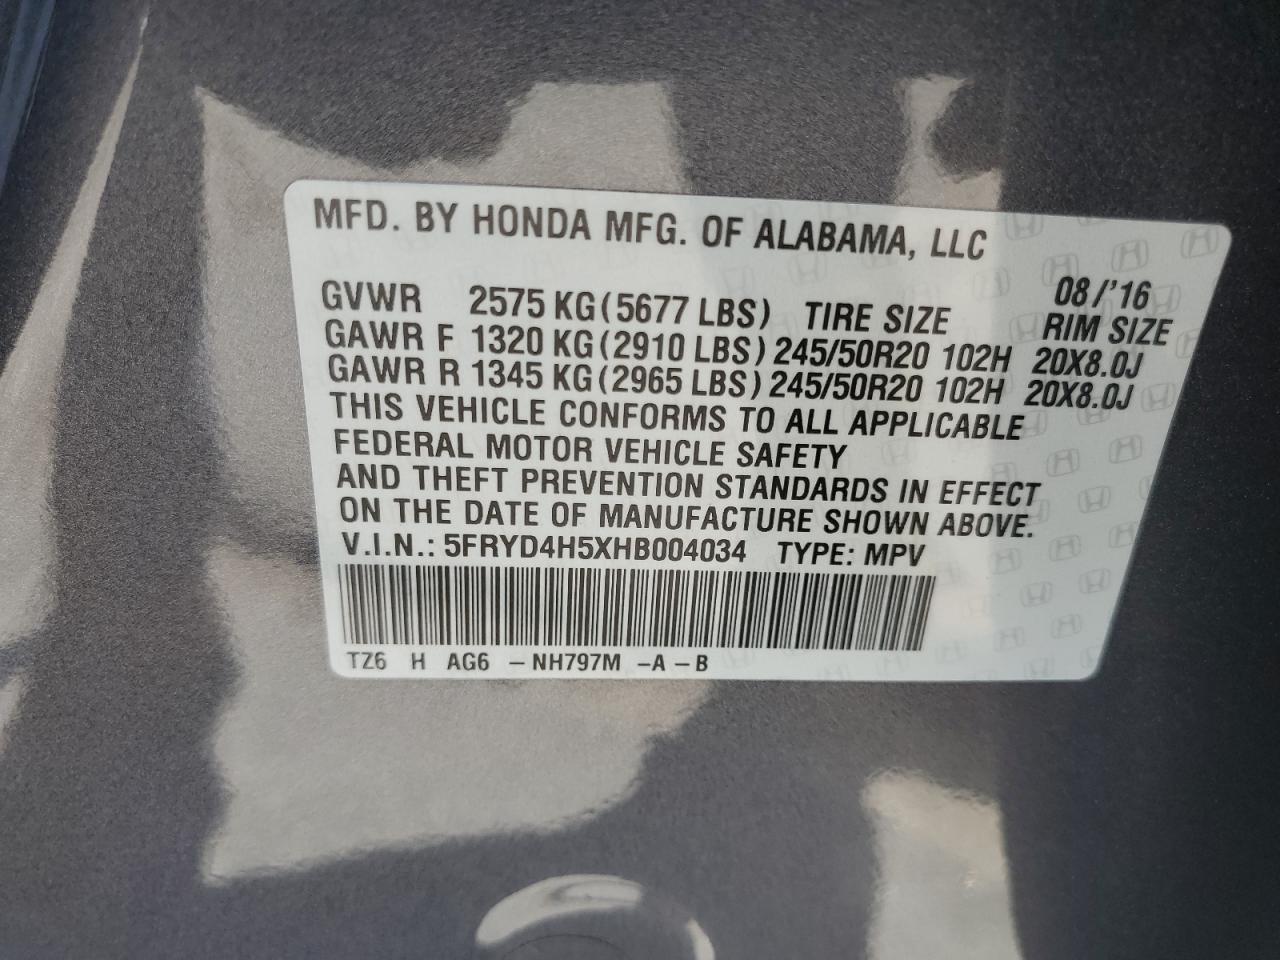 MFD. BY HONDA MFG. OF ALABAMA, LLC
08/'16
GVWR 2575 KG(5677 LBS) TIRE SIZE RIM SIZE
GAWR F 1320 KG(2910 LBS) 245/50R20 102H 20X8.0J
GAWR R 1345 KG(2965 LBS) 245/50R20 102H 20X8.0J
THIS VEHICLE CONFORMS TO ALL APPLICABLE
FEDERAL MOTOR VEHICLE SAFETY
AND THEFT PREVENTION STANDARDS IN EFFECT
ON THE DATE OF MANUFACTURE SHOWN ABOVE.
V.I.N.: 5FRYD4H5XHB004034 TYPE: MPV
TZ6 H AG6 -NH797M -A -B